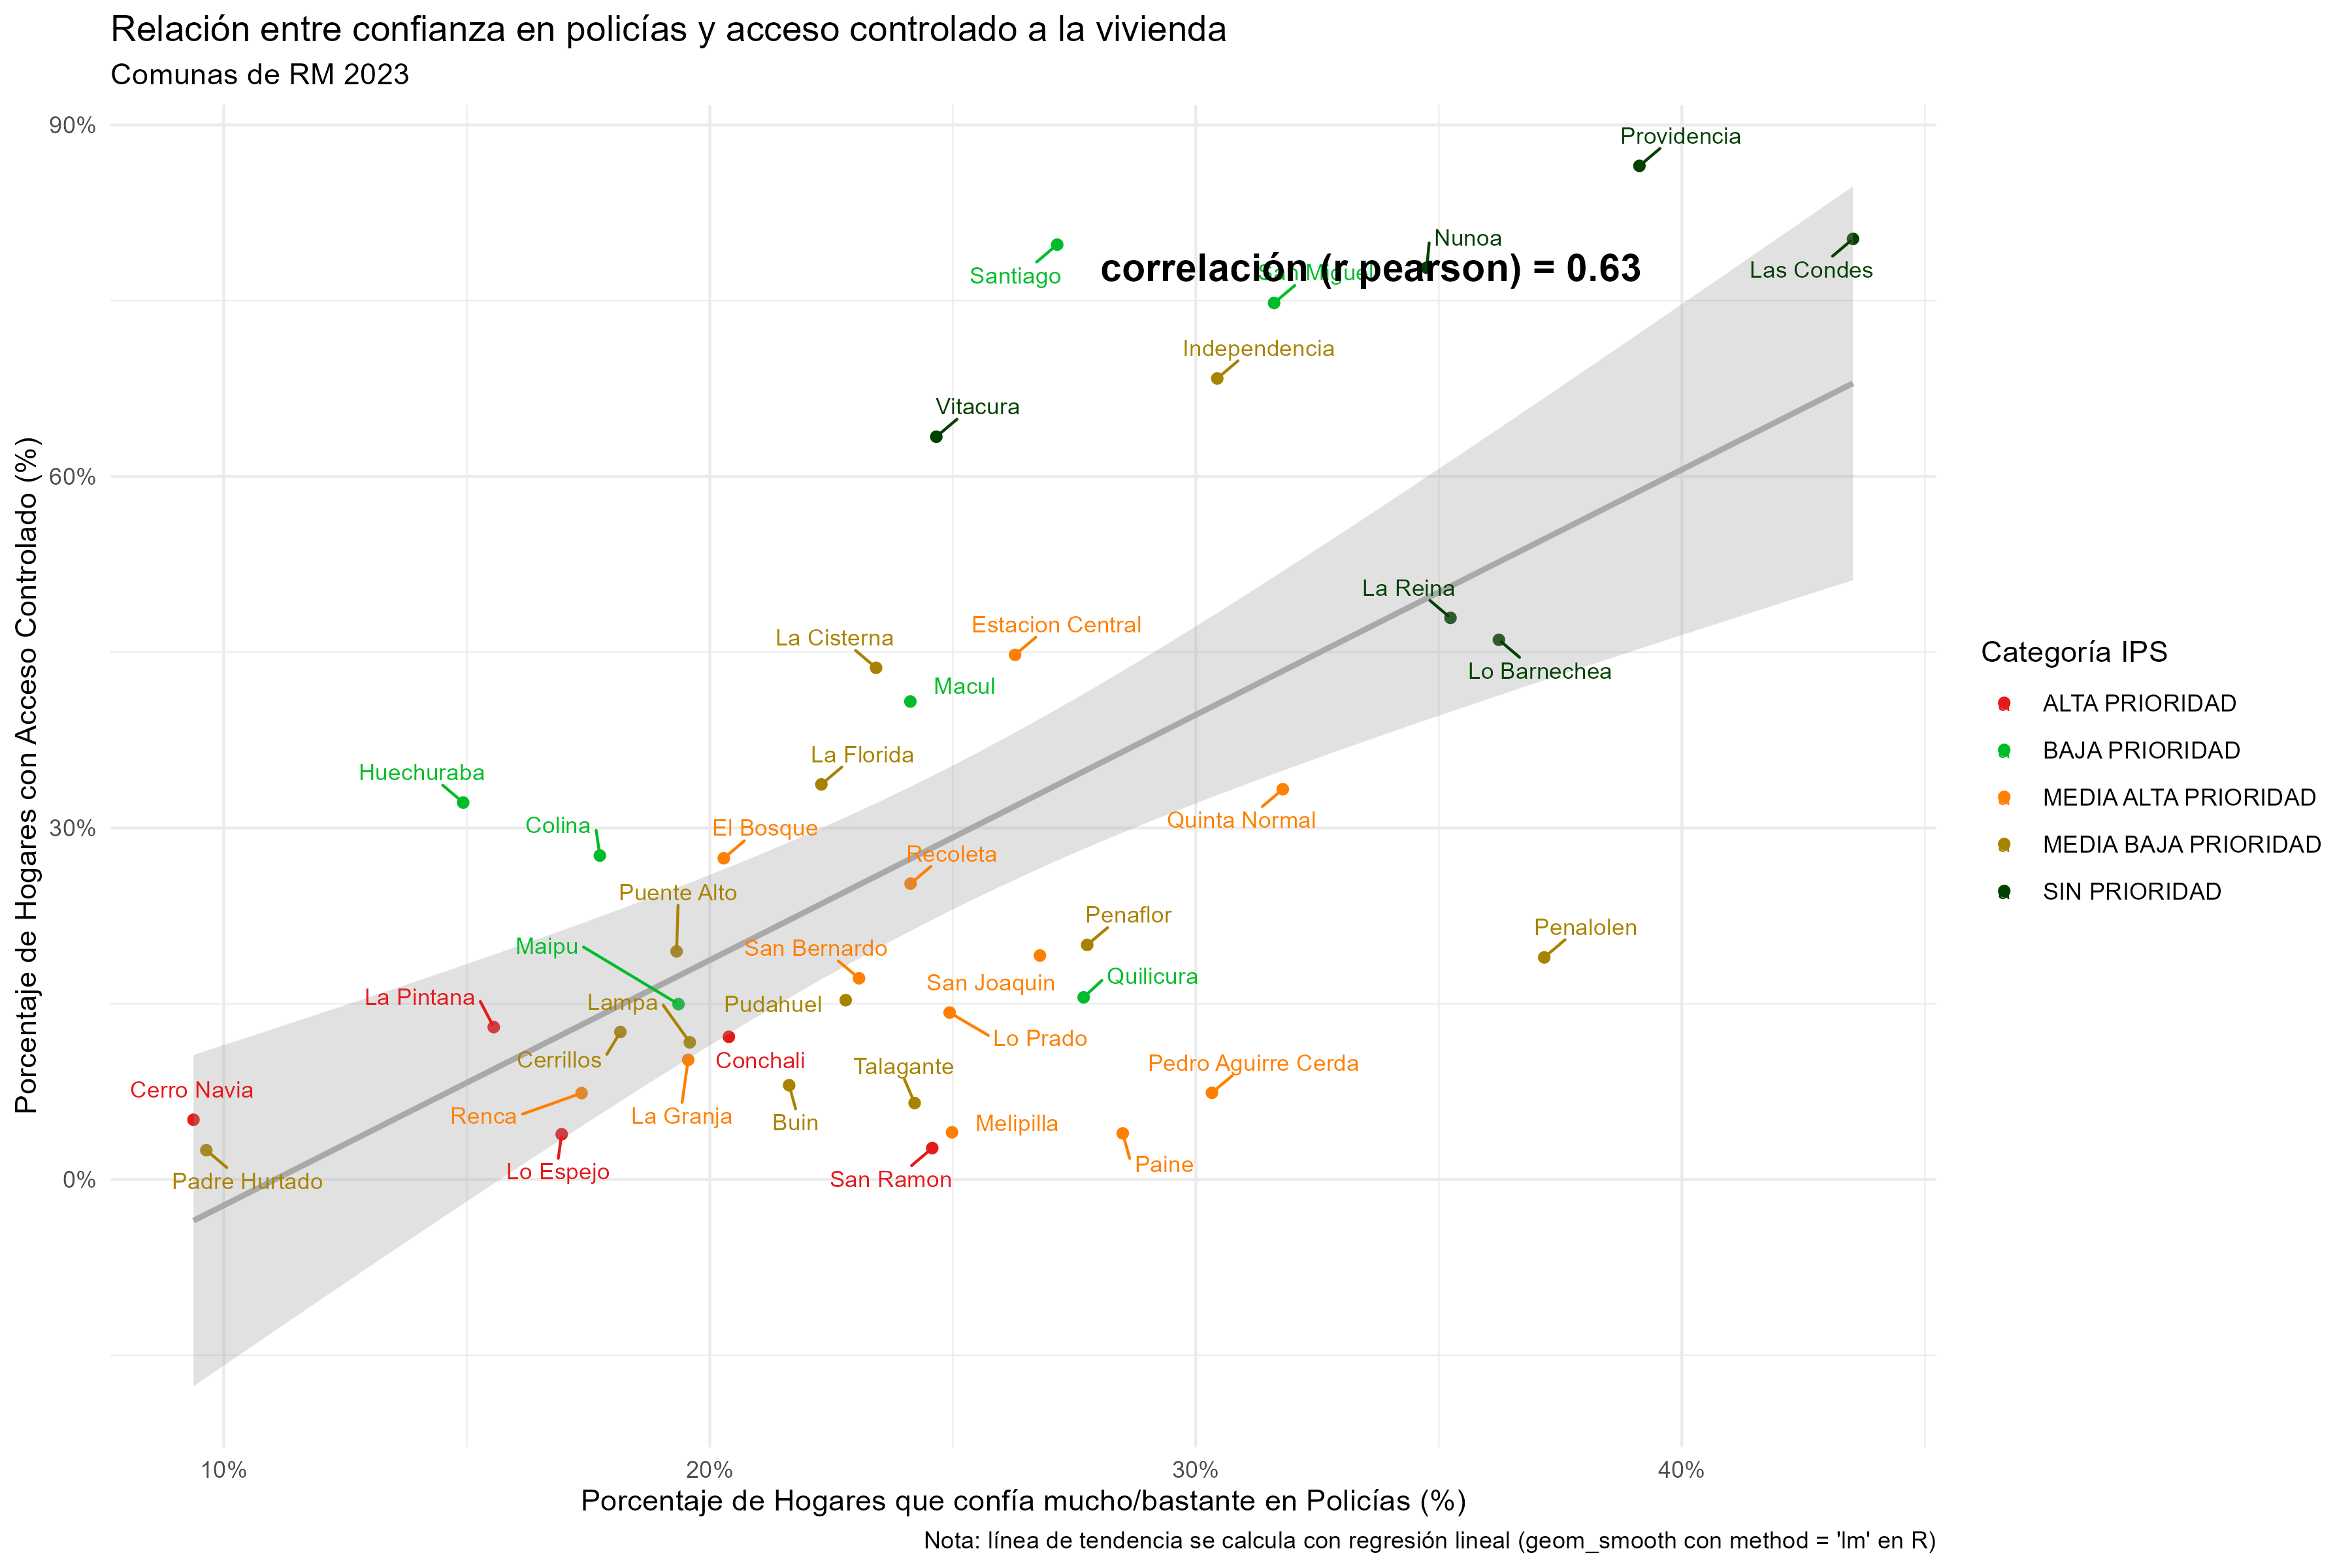 Relación entre confianza en policías y acceso controlado a la vivienda
Comunas de RM 2023
Porcentaje de Hogares con Acceso Controlado (%)
90%
60%
30%
0%
Providencia
Nunoa
Las Condes
Santiago
correlación (r pearson) = 0.63
San Miguel
Independencia
Vitacura
La Reina
Lo Barnechea
Estacion Central
La Cisterna
Macul
La Florida
Huechuraba
Colina
El Bosque
Quinta Normal
Recoleta
Puente Alto
Penaflor
Penalolen
Maipu
San Bernardo
San Joaquin
Quilicura
La Pintana
Lampa
Pudahuel
Lo Prado
Cerrillos
Conchali
Talagante
Pedro Aguirre Cerda
Cerro Navia
Renca
La Granja
Buin
Melipilla
Padre Hurtado
Lo Espejo
San Ramon
Paine
10%
20%
30%
40%
Porcentaje de Hogares que confía mucho/bastante en Policías (%)
Nota: línea de tendencia se calcula con regresión lineal (geom_smooth con method = 'lm' en R)
Categoría IPS
ALTA PRIORIDAD
BAJA PRIORIDAD
MEDIA ALTA PRIORIDAD
MEDIA BAJA PRIORIDAD
SIN PRIORIDAD